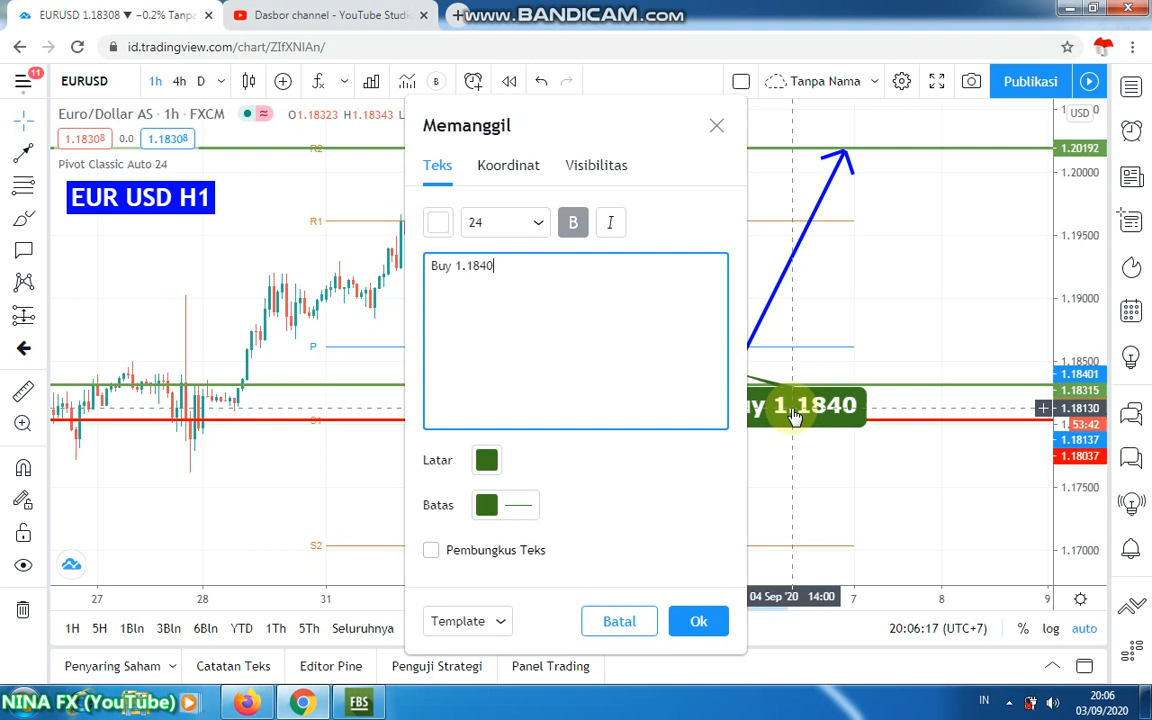 EURUSD 1.18308 ▼ −0.2% Tanpa
Dasbor channel - YouTube Studio
www.BANDICAM.com
id.tradingview.com/chart/ZIfXNIAn/
11
EURUSD
1h
4h
D
B
Tanpa Nama
Publikasi
Euro/Dollar AS · 1h · FXCM
O1.18323 H1.18343 L
1.18308
0.0
1.18308
Pivot Classic Auto 24
EUR USD H1
Memanggil
Teks
Koordinat
Visibilitas
24
B
I
Buy 1.1840
Latar
Batas
Pembungkus Teks
Template
Batal
Ok
R2
R1
P
S1
S2
1.1840
USD
1.20192
1.20000
1.19500
1.19000
1.18500
1.18401
1.18315
1.18130
53:42
1.18137
1.18037
1.17500
1.17000
27
28
31
04 Sep '20 14:00
7
8
9
1H
5H
1Bln
3Bln
6Bln
YTD
1Th
5Th
Seluruhnya
20:06:17 (UTC+7)
%
log
auto
Penyaring Saham
Catatan Teks
Editor Pine
Penguji Strategi
Panel Trading
NINA FX (YouTube)
FBS
IN
20:06
03/09/2020